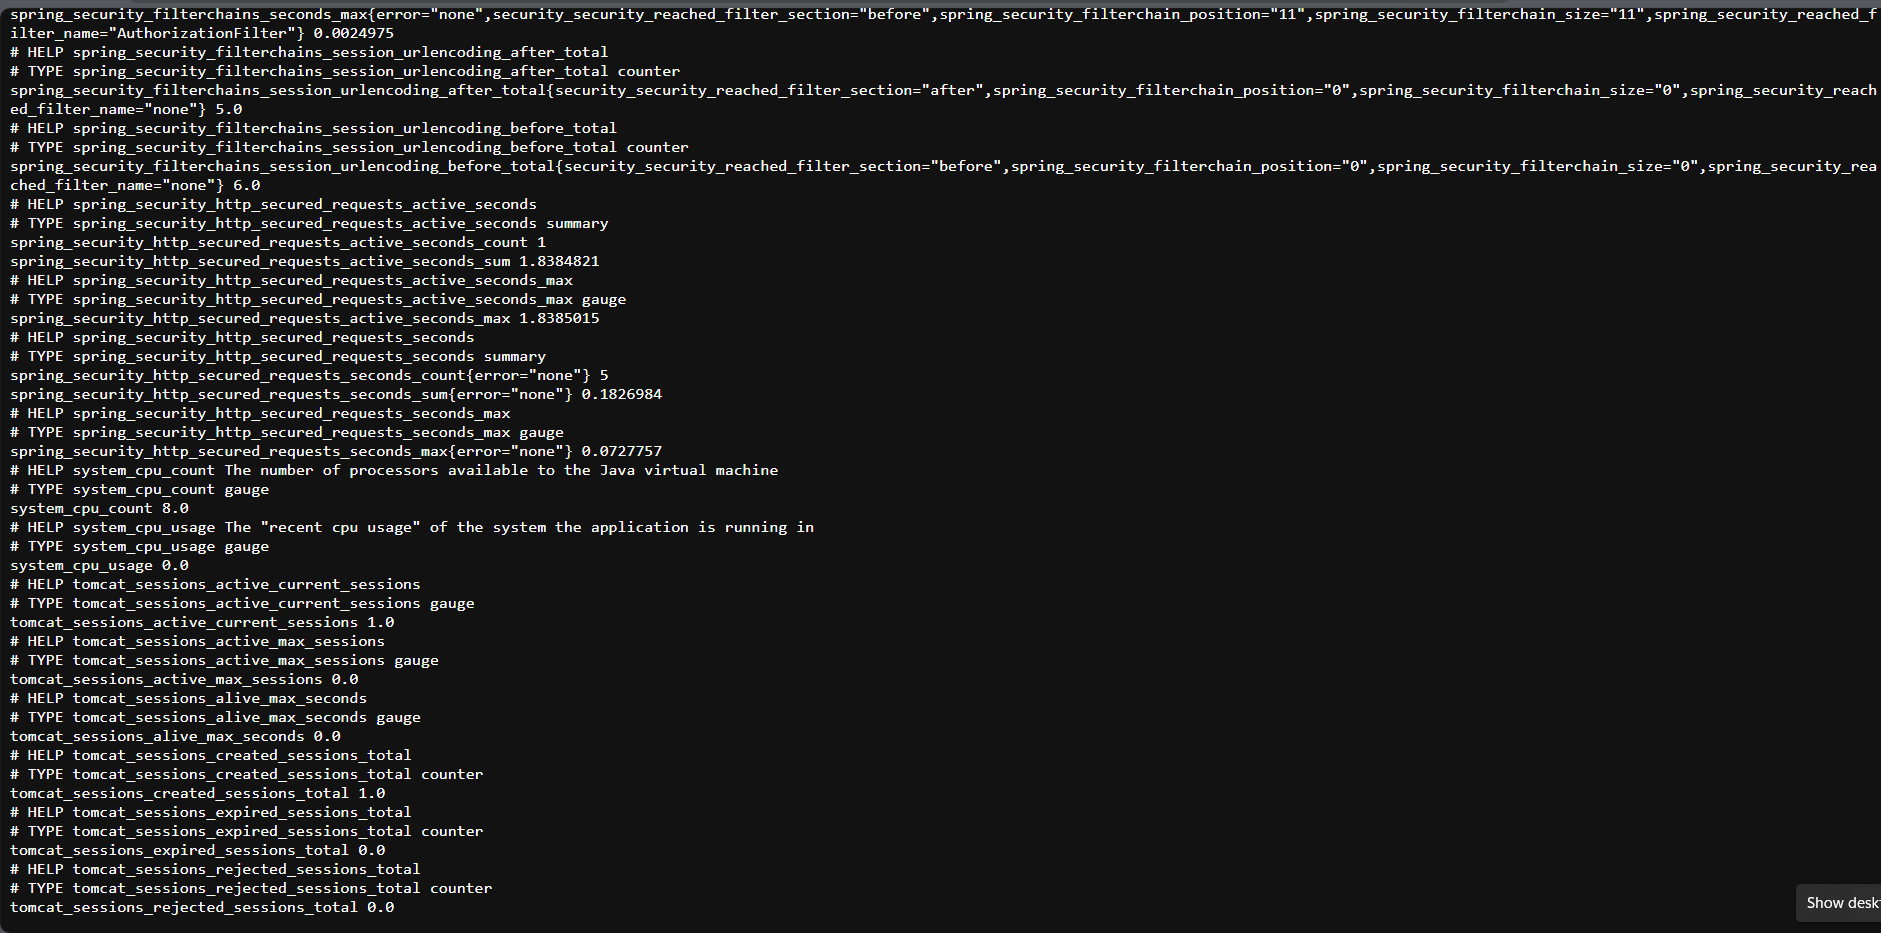 spring_security_filterchains_seconds_max{error="none",security_security_reached_filter_section="before",spring_security_filterchain_position="11",spring_security_filterchain_size="11",spring_security_reached_f
ilter_name="AuthorizationFilter"} 0.0024975
# HELP spring_security_filterchains_session_urlencoding_after_total
# TYPE spring_security_filterchains_session_urlencoding_after_total counter
spring_security_filterchains_session_urlencoding_after_total{security_security_reached_filter_section="after",spring_security_filterchain_position="0",spring_security_filterchain_size="0",spring_security_reach
ed_filter_name="none"} 5.0
# HELP spring_security_filterchains_session_urlencoding_before_total
# TYPE spring_security_filterchains_session_urlencoding_before_total counter
spring_security_filterchains_session_urlencoding_before_total{security_security_reached_filter_section="before",spring_security_filterchain_position="0",spring_security_filterchain_size="0",spring_security_rea
ched_filter_name="none"} 6.0
# HELP spring_security_http_secured_requests_active_seconds
# TYPE spring_security_http_secured_requests_active_seconds summary
spring_security_http_secured_requests_active_seconds_count 1
spring_security_http_secured_requests_active_seconds_sum 1.8384821
# HELP spring_security_http_secured_requests_active_seconds_max
# TYPE spring_security_http_secured_requests_active_seconds_max gauge
spring_security_http_secured_requests_active_seconds_max 1.8385015
# HELP spring_security_http_secured_requests_seconds
# TYPE spring_security_http_secured_requests_seconds summary
spring_security_http_secured_requests_seconds_count{error="none"} 5
spring_security_http_secured_requests_seconds_sum{error="none"} 0.1826984
# HELP spring_security_http_secured_requests_seconds_max
# TYPE spring_security_http_secured_requests_seconds_max gauge
spring_security_http_secured_requests_seconds_max{error="none"} 0.0727757
# HELP system_cpu_count The number of processors available to the Java virtual machine
# TYPE system_cpu_count gauge
system_cpu_count 8.0
# HELP system_cpu_usage The "recent cpu usage" of the system the application is running in
# TYPE system_cpu_usage gauge
system_cpu_usage 0.0
# HELP tomcat_sessions_active_current_sessions
# TYPE tomcat_sessions_active_current_sessions gauge
tomcat_sessions_active_current_sessions 1.0
# HELP tomcat_sessions_active_max_sessions
# TYPE tomcat_sessions_active_max_sessions gauge
tomcat_sessions_active_max_sessions 0.0
# HELP tomcat_sessions_alive_max_seconds
# TYPE tomcat_sessions_alive_max_seconds gauge
tomcat_sessions_alive_max_seconds 0.0
# HELP tomcat_sessions_created_sessions_total
# TYPE tomcat_sessions_created_sessions_total counter
tomcat_sessions_created_sessions_total 1.0
# HELP tomcat_sessions_expired_sessions_total
# TYPE tomcat_sessions_expired_sessions_total counter
tomcat_sessions_expired_sessions_total 0.0
# HELP tomcat_sessions_rejected_sessions_total
# TYPE tomcat_sessions_rejected_sessions_total counter
tomcat_sessions_rejected_sessions_total 0.0
Show desk